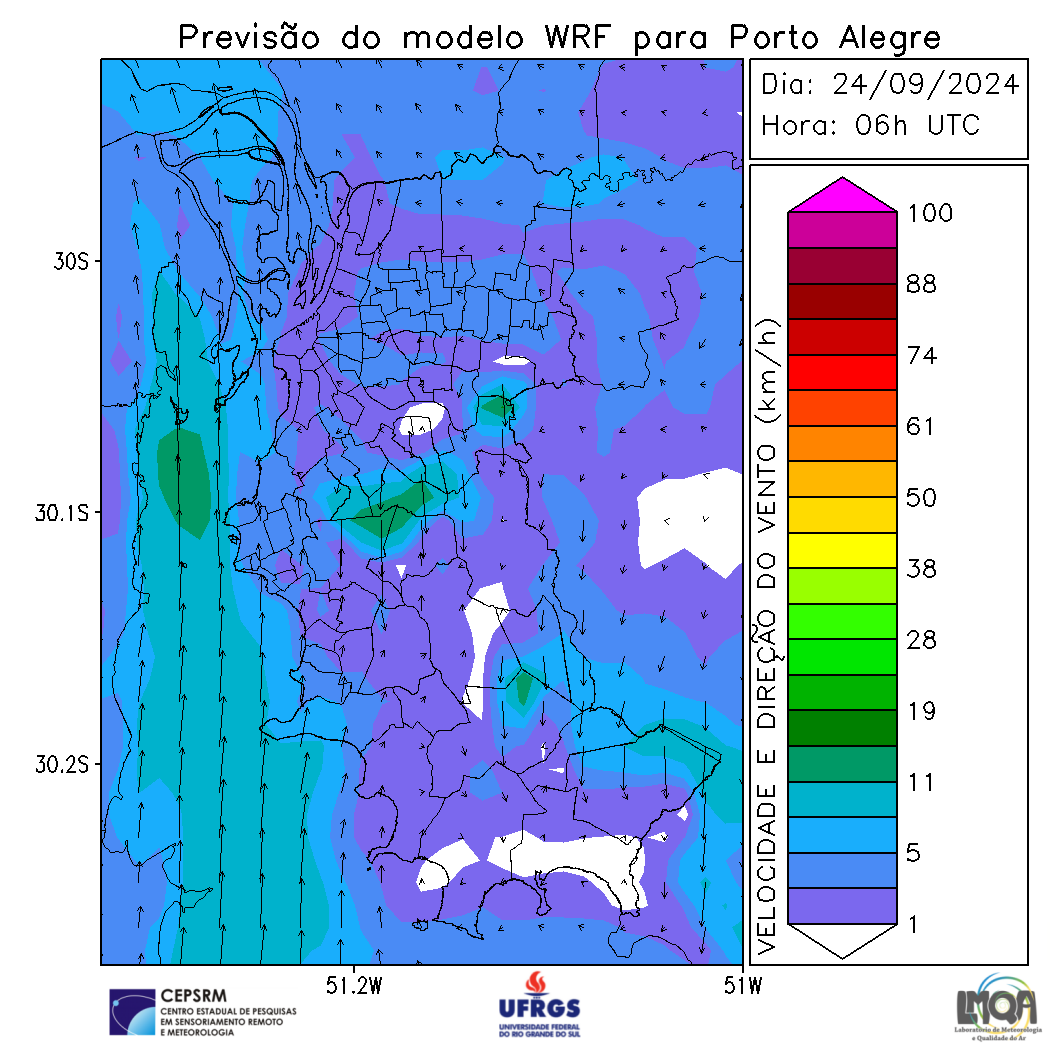 Previsão do modelo WRF para Porto Alegre
Dia: 24/09/2024
Hora: 06h UTC
30S
30.1S
30.2S
51.2W
51W
VELOCIDADE E DIREÇÃO DO VENTO (km/h)
100
88
74
61
50
38
28
19
11
5
1
CEPSRM
CENTRO ESTADUAL DE PESQUISAS
EM SENSORIAMENTO REMOTO
E METEOROLOGIA
UFRGS
UNIVERSIDADE FEDERAL
DO RIO GRANDE DO SUL
LMQA
Laboratório de Meteorologia
e Qualidade do Ar